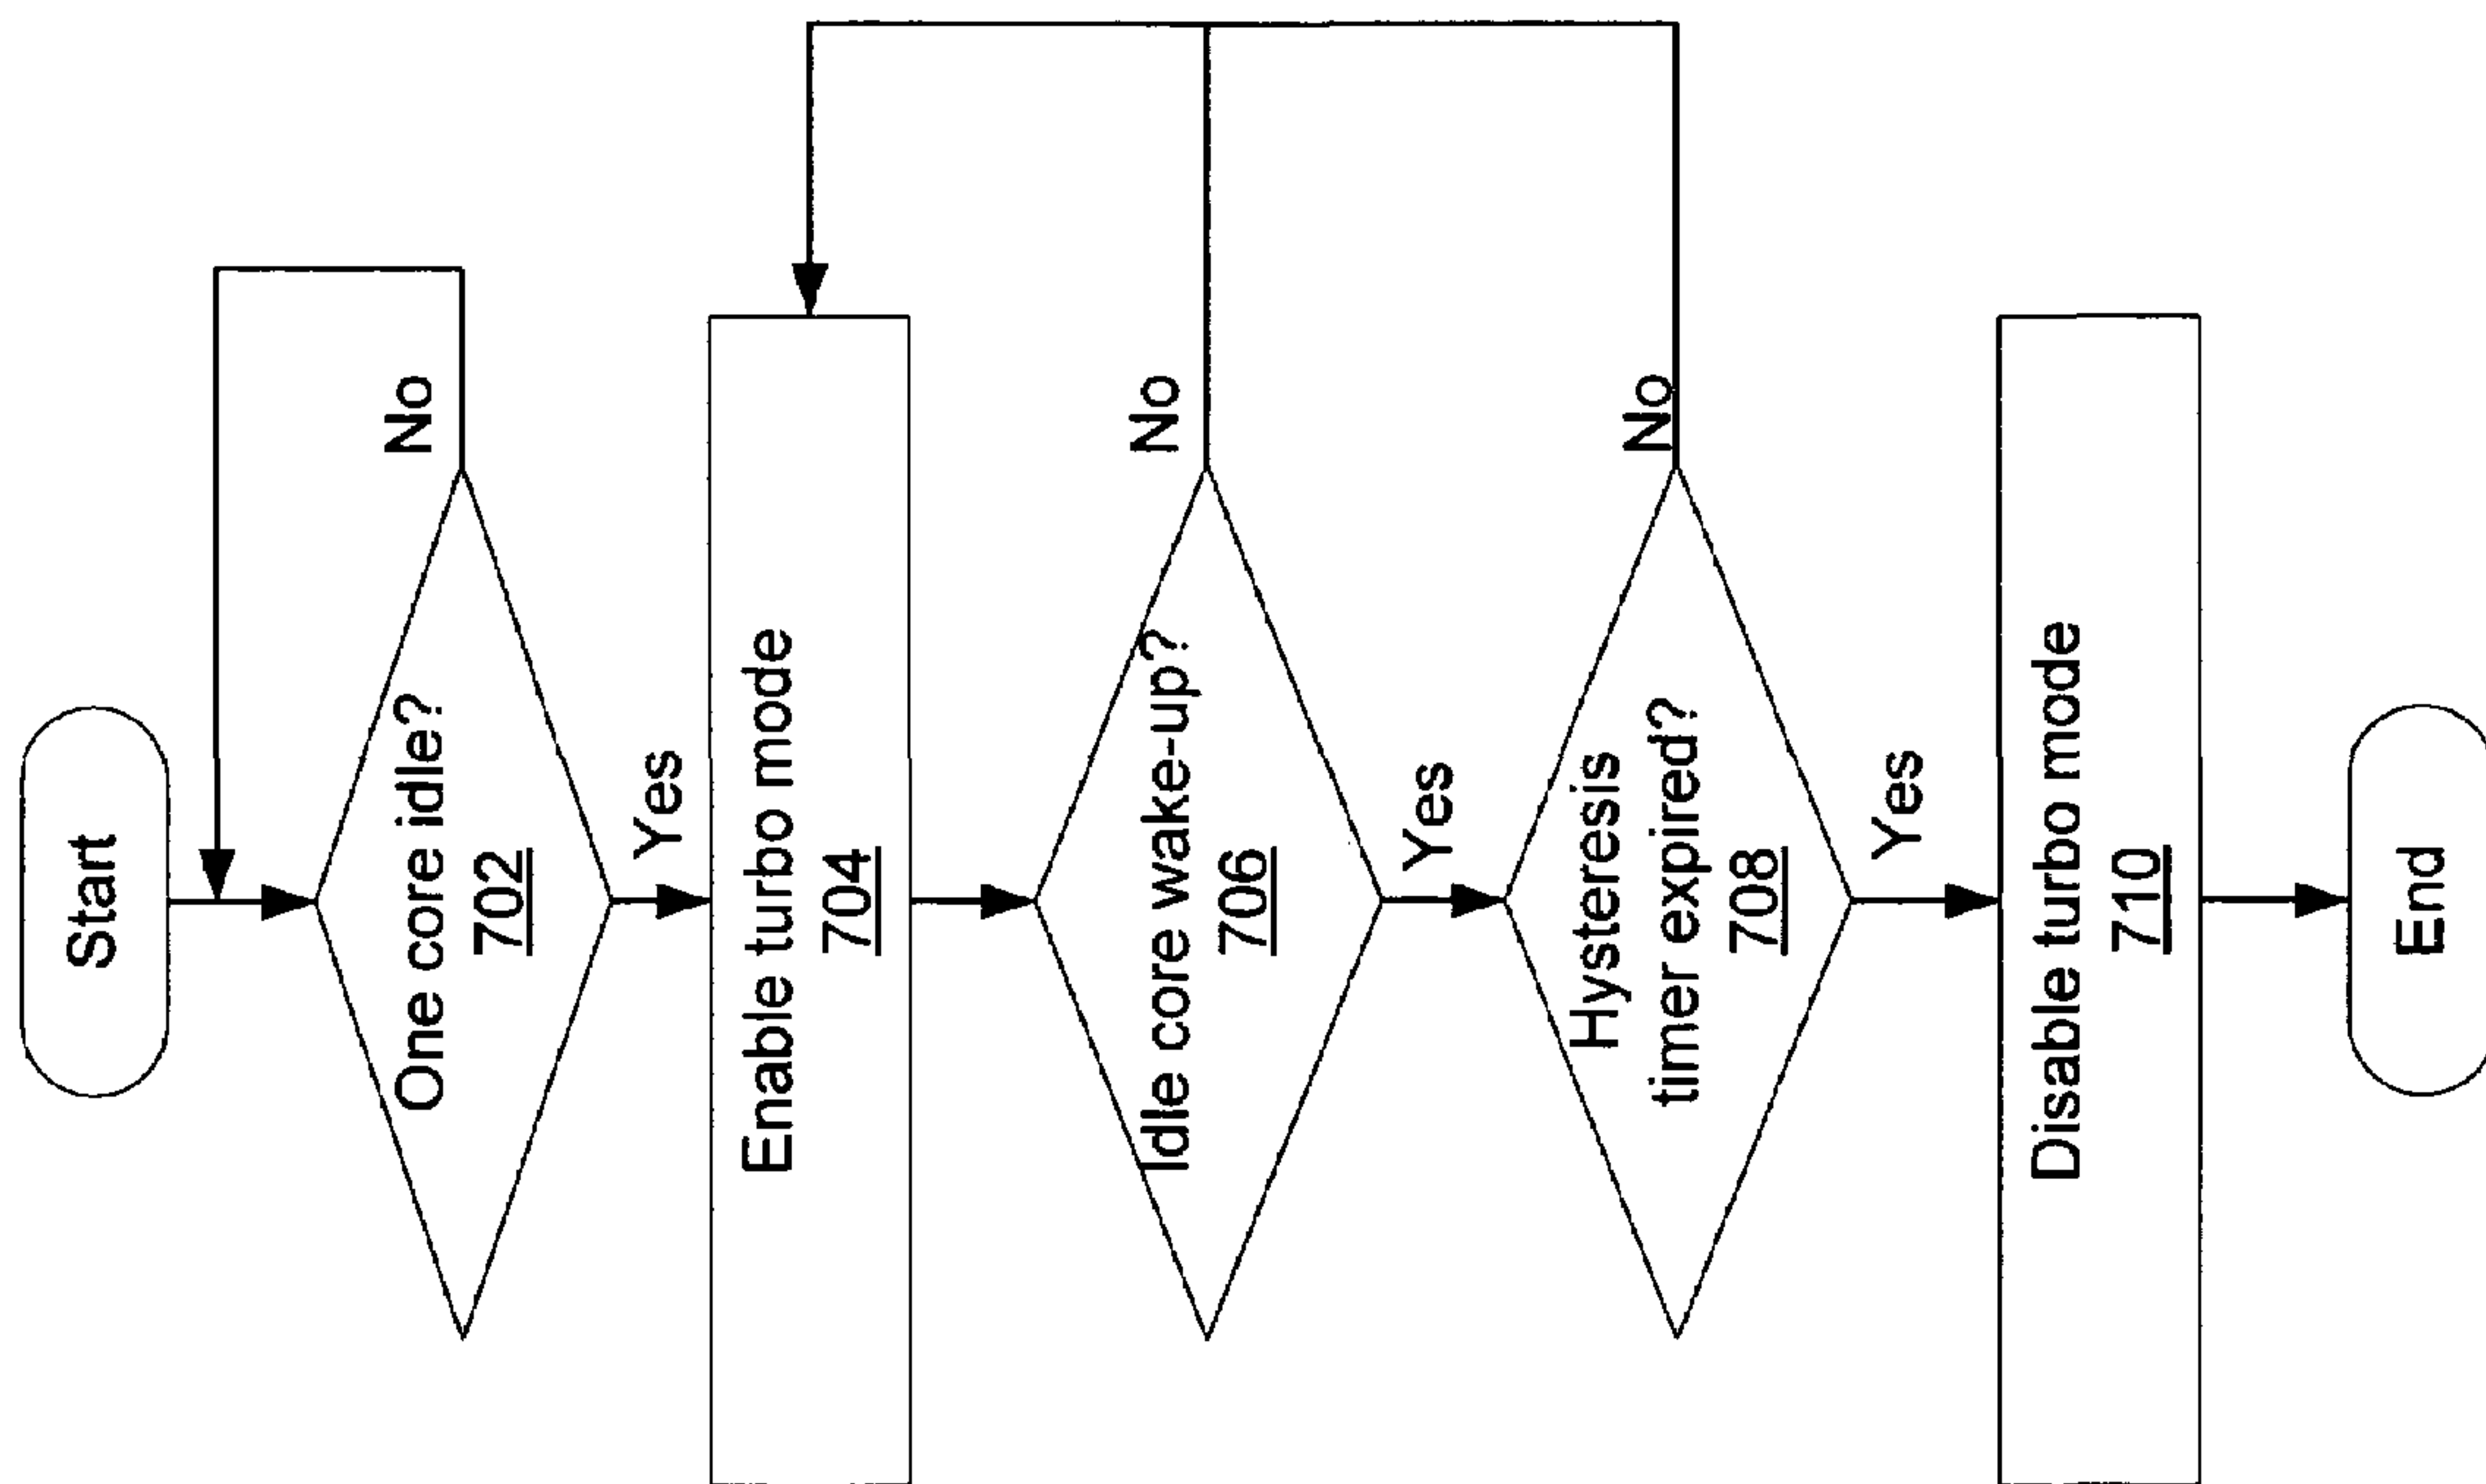 Start
One core idle?
702
No
Yes
Enable turbo mode
704
Idle core wake-up?
706
No
Yes
Hysteresis
timer expired?
708
No
Yes
Disable turbo mode
710
End